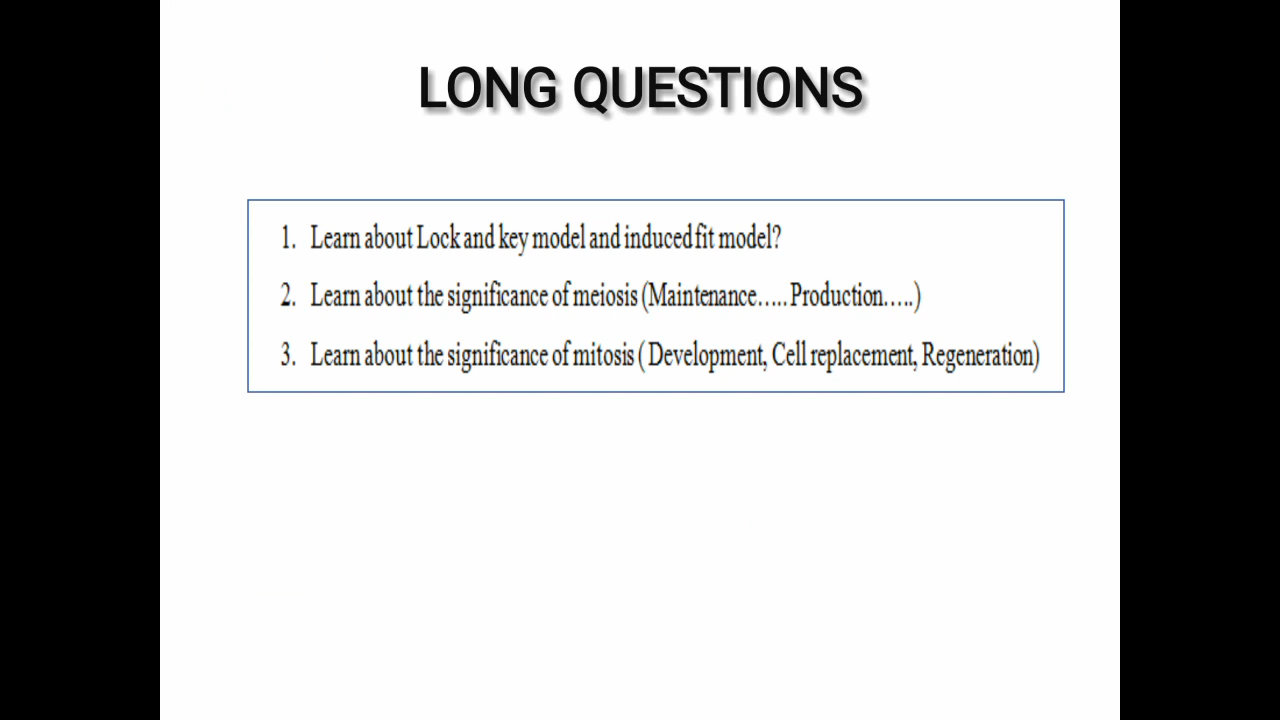 LONG QUESTIONS
1. Learn about Lock and key model and induced fit model?
2. Learn about the significance of meiosis (Maintenance..... Production.....)
3. Learn about the significance of mitosis ( Development, Cell replacement, Regeneration)